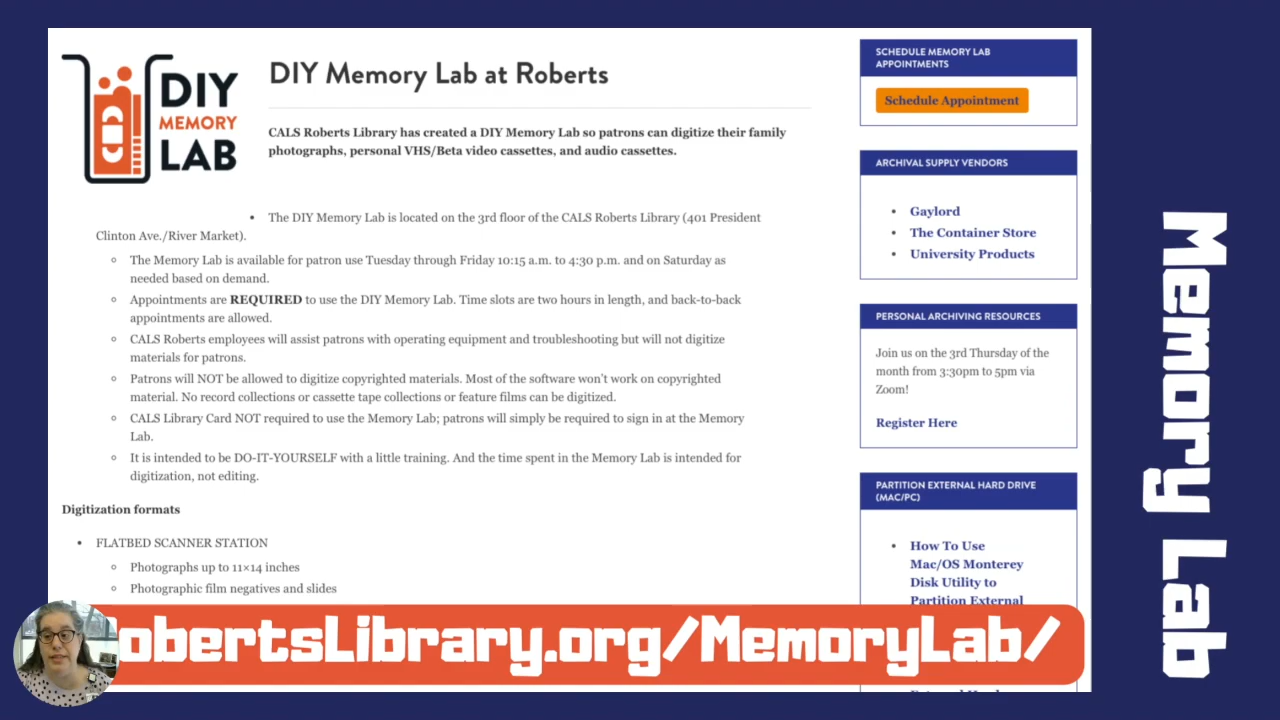 DIY
MEMORY
LAB
DIY Memory Lab at Roberts
CALS Roberts Library has created a DIY Memory Lab so patrons can digitize their family
photographs, personal VHS/Beta video cassettes, and audio cassettes.
• The DIY Memory Lab is located on the 3rd floor of the CALS Roberts Library (401 President
Clinton Ave./River Market).
The Memory Lab is available for patron use Tuesday through Friday 10:15 a.m. to 4:30 p.m. and on Saturday as
needed based on demand.
Appointments are REQUIRED to use the DIY Memory Lab. Time slots are two hours in length, and back-to-back
appointments are allowed.
CALS Roberts employees will assist patrons with operating equipment and troubleshooting but will not digitize
materials for patrons.
Patrons will NOT be allowed to digitize copyrighted materials. Most of the software won't work on copyrighted
material. No record collections or cassette tape collections or feature films can be digitized.
CALS Library Card NOT required to use the Memory Lab; patrons will simply be required to sign in at the Memory
Lab.
It is intended to be DO-IT-YOURSELF with a little training. And the time spent in the Memory Lab is intended for
digitization, not editing.
Digitization formats
• FLATBED SCANNER STATION
Photographs up to 11×14 inches
Photographic film negatives and slides
SCHEDULE MEMORY LAB
APPOINTMENTS
Schedule Appointment
ARCHIVAL SUPPLY VENDORS
• Gaylord
• The Container Store
• University Products
PERSONAL ARCHIVING RESOURCES
Join us on the 3rd Thursday of the
month from 3:30pm to 5pm via
Zoom!
Register Here
PARTITION EXTERNAL HARD DRIVE
(MAC/PC)
• How To Use
Mac/OS Monterey
Disk Utility to
Partition External
obertsLibrary.org/MemoryLab/
Memory Lab